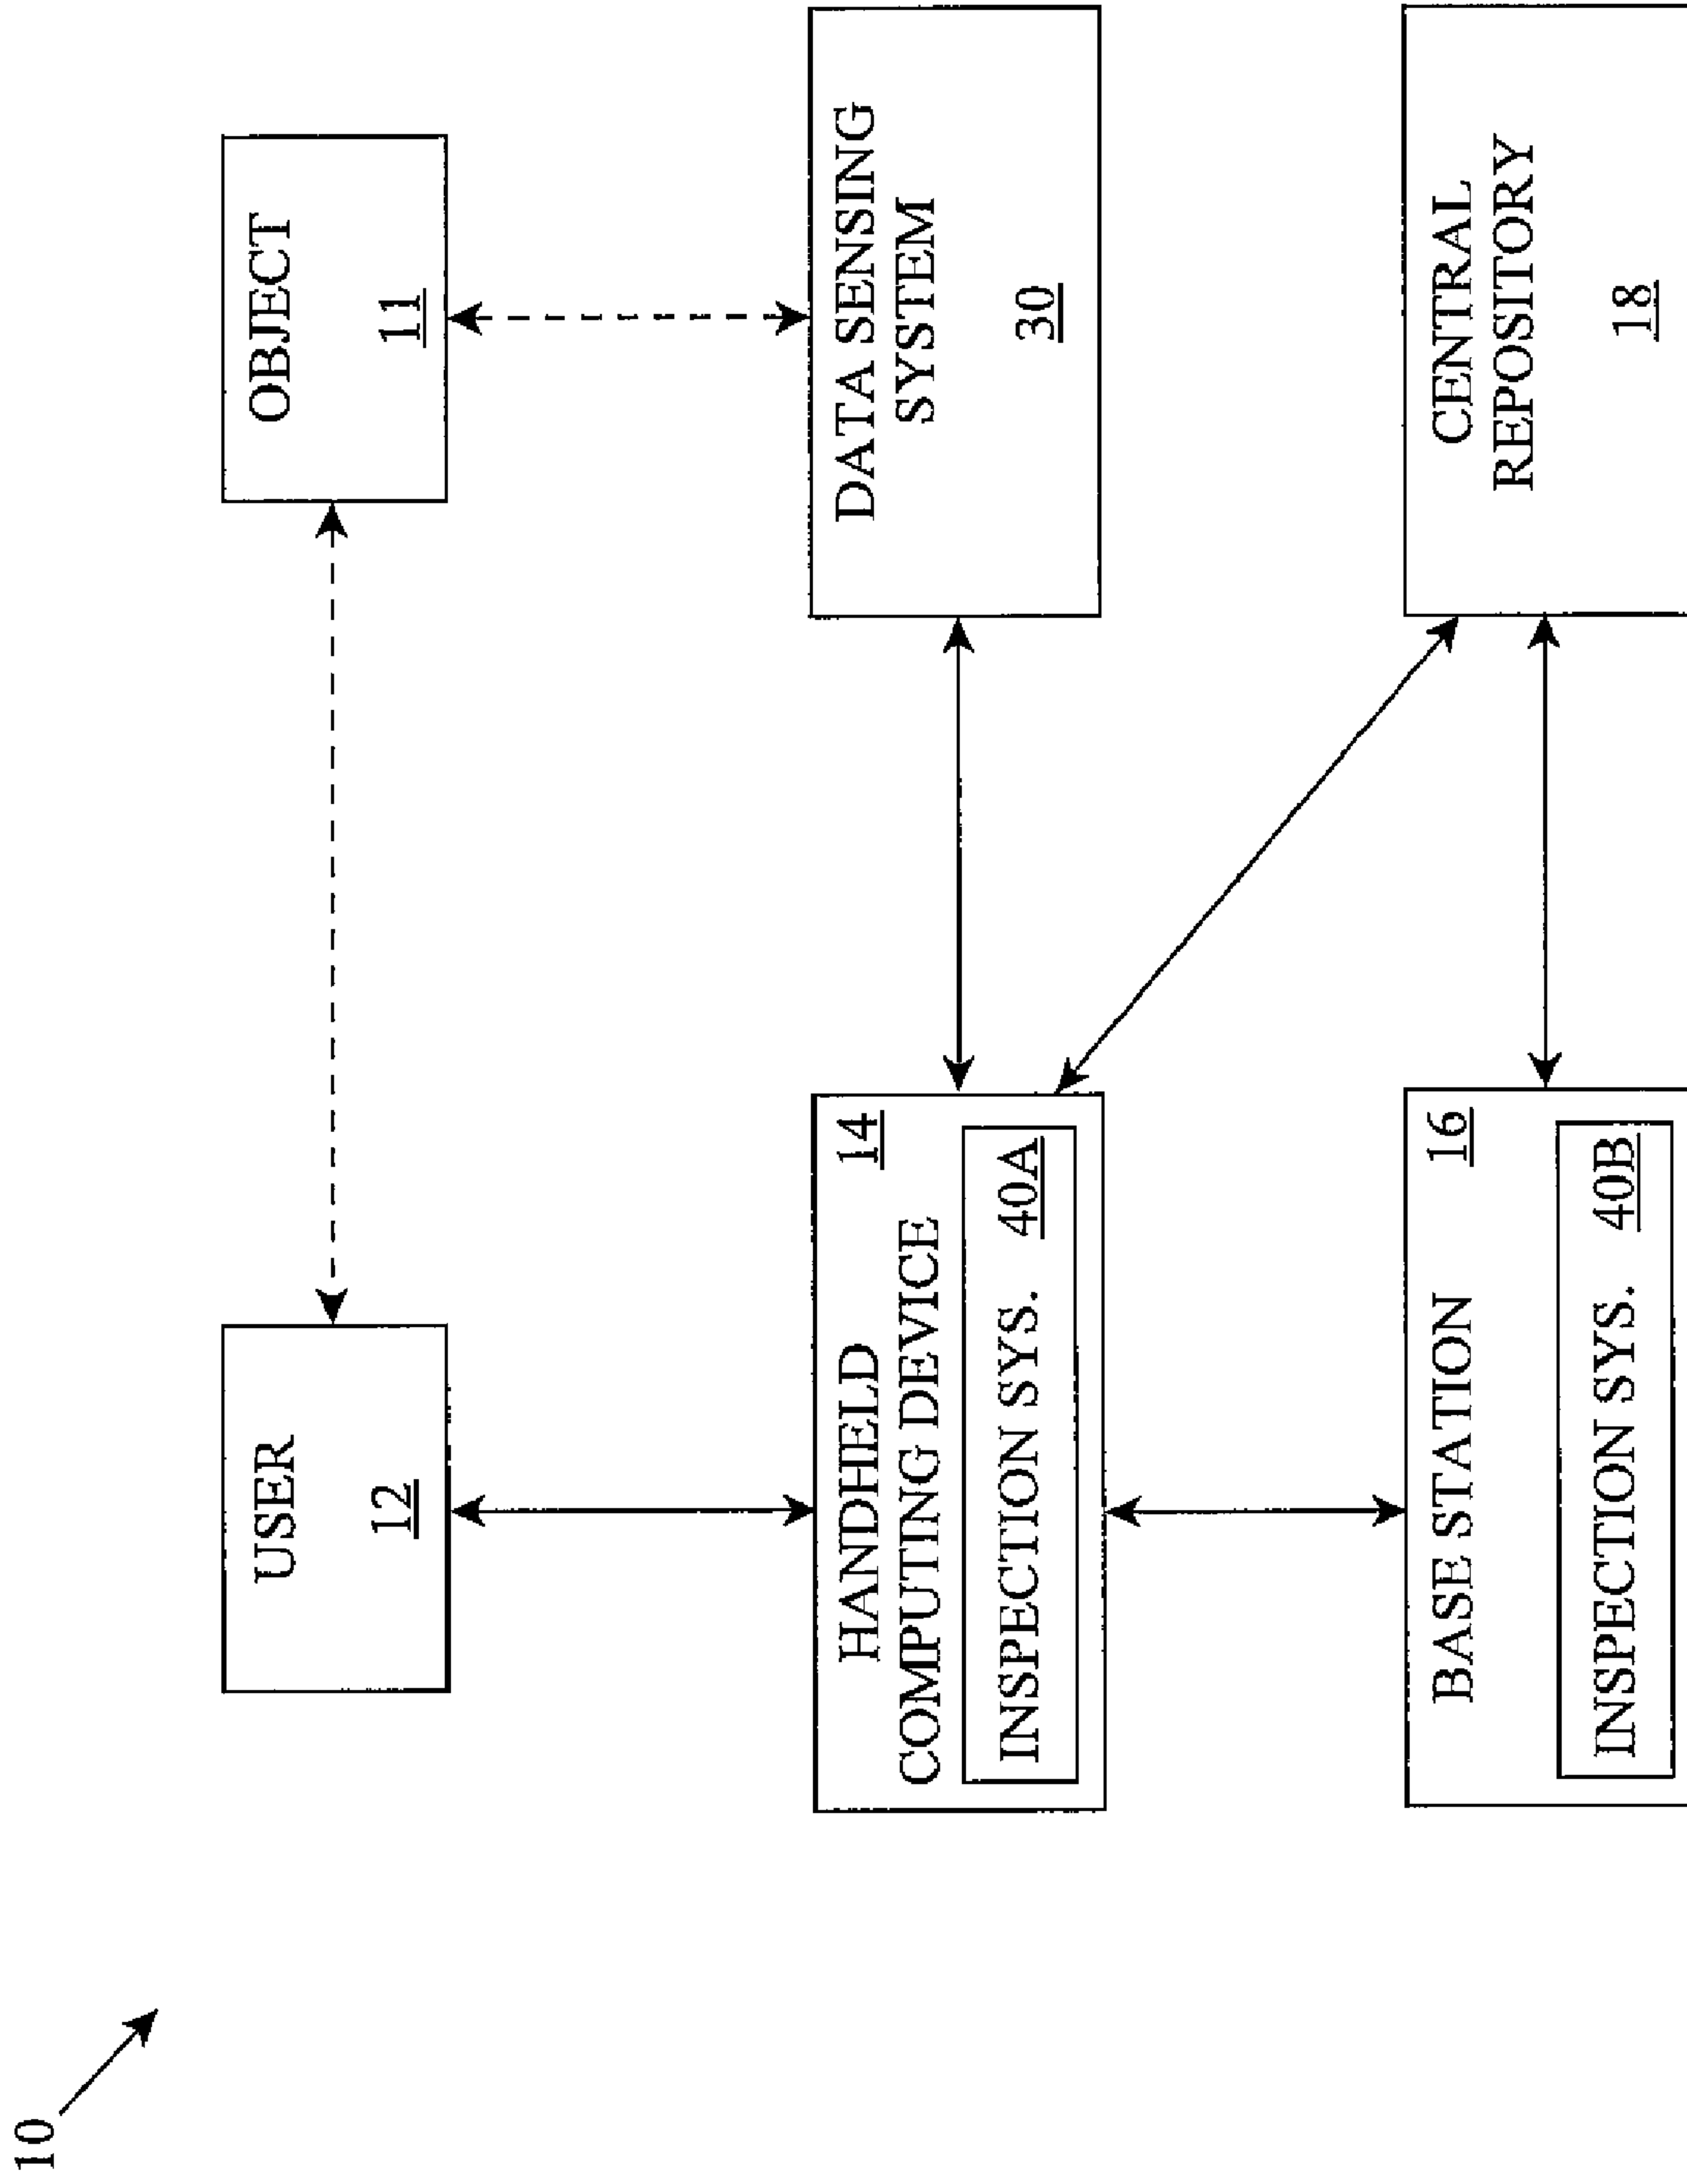 10
USER
12
OBJECT
11
HANDHELD
COMPUTING DEVICE
14
INSPECTION SYS. 40A
DATA SENSING
SYSTEM
30
BASE STATION
16
INSPECTION SYS. 40B
CENTRAL
REPOSITORY
18